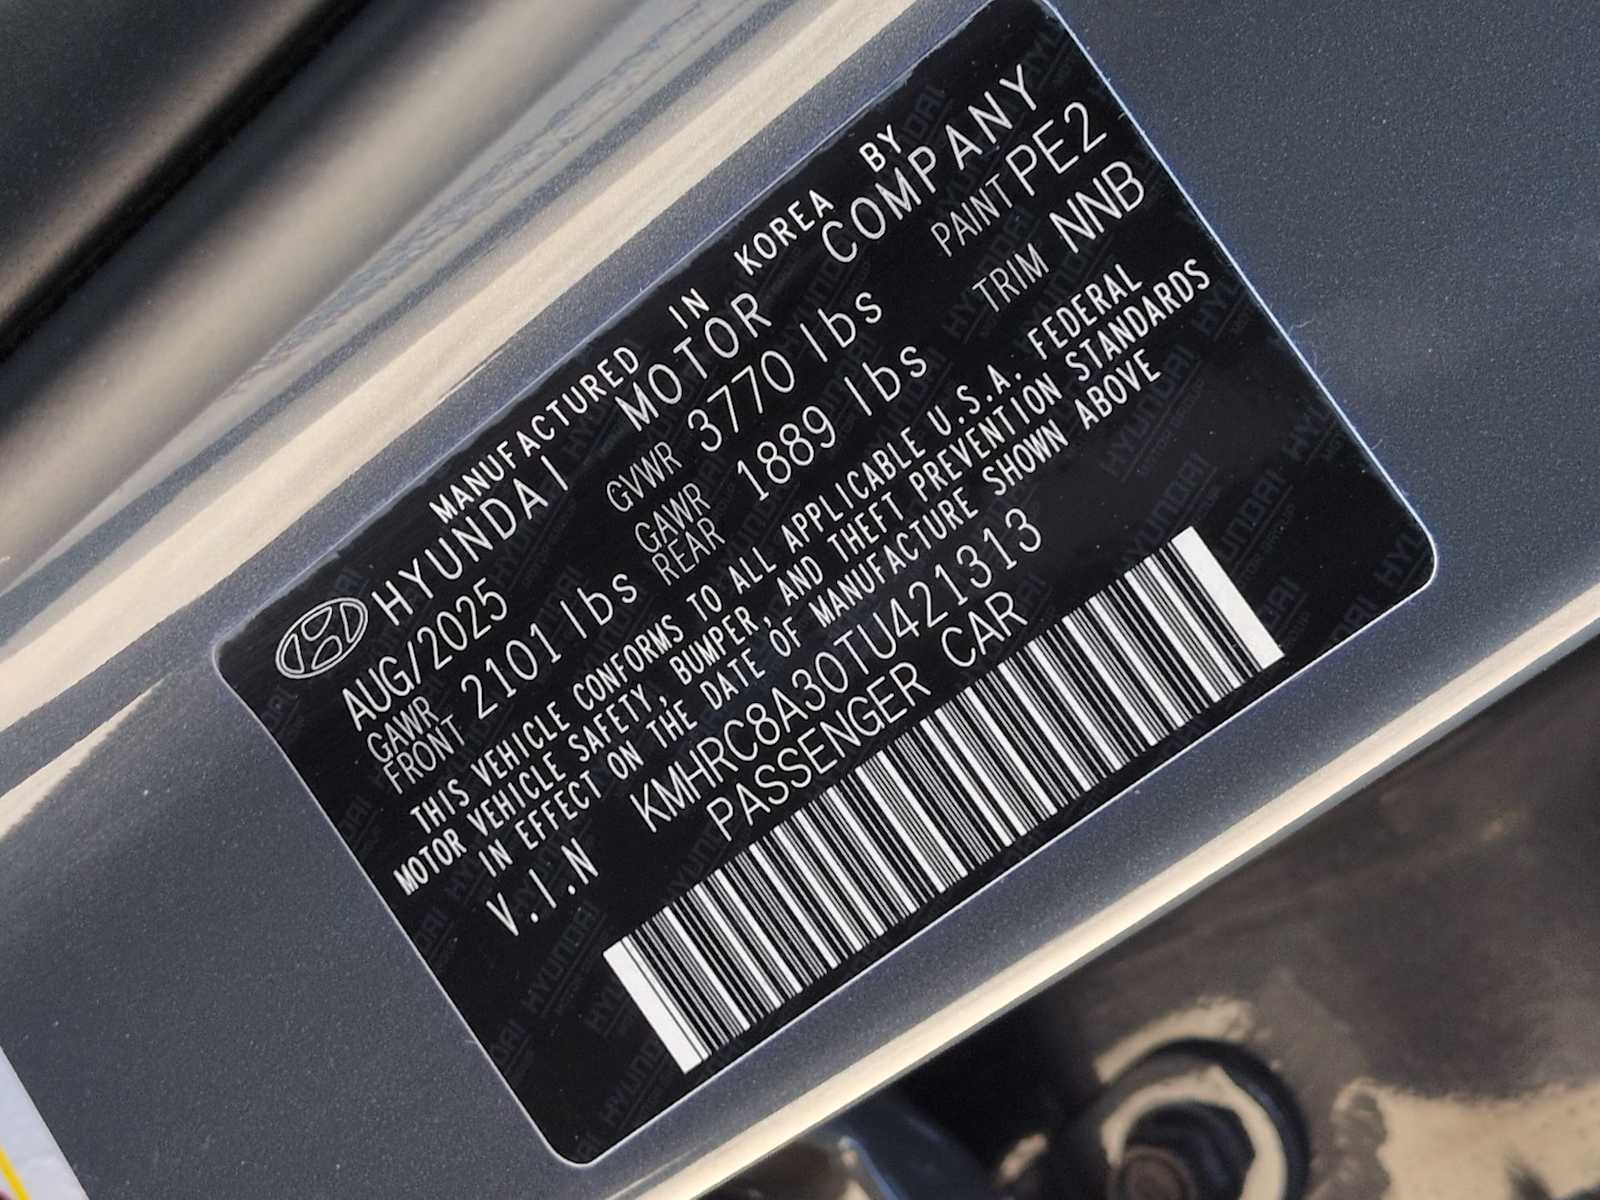 MANUFACTURED IN KOREA BY
HYUNDAI MOTOR COMPANY
AUG/2025 GVWR 3770 lbs PAINT PE2
GAWR FRONT 2101 lbs GAWR REAR 1889 lbs TRIM NNB
THIS VEHICLE CONFORMS TO ALL APPLICABLE U.S.A. FEDERAL
MOTOR VEHICLE SAFETY, BUMPER, AND THEFT PREVENTION STANDARDS
IN EFFECT ON THE DATE OF MANUFACTURE SHOWN ABOVE
V.I.N KMHRC8A30TU421313
PASSENGER CAR